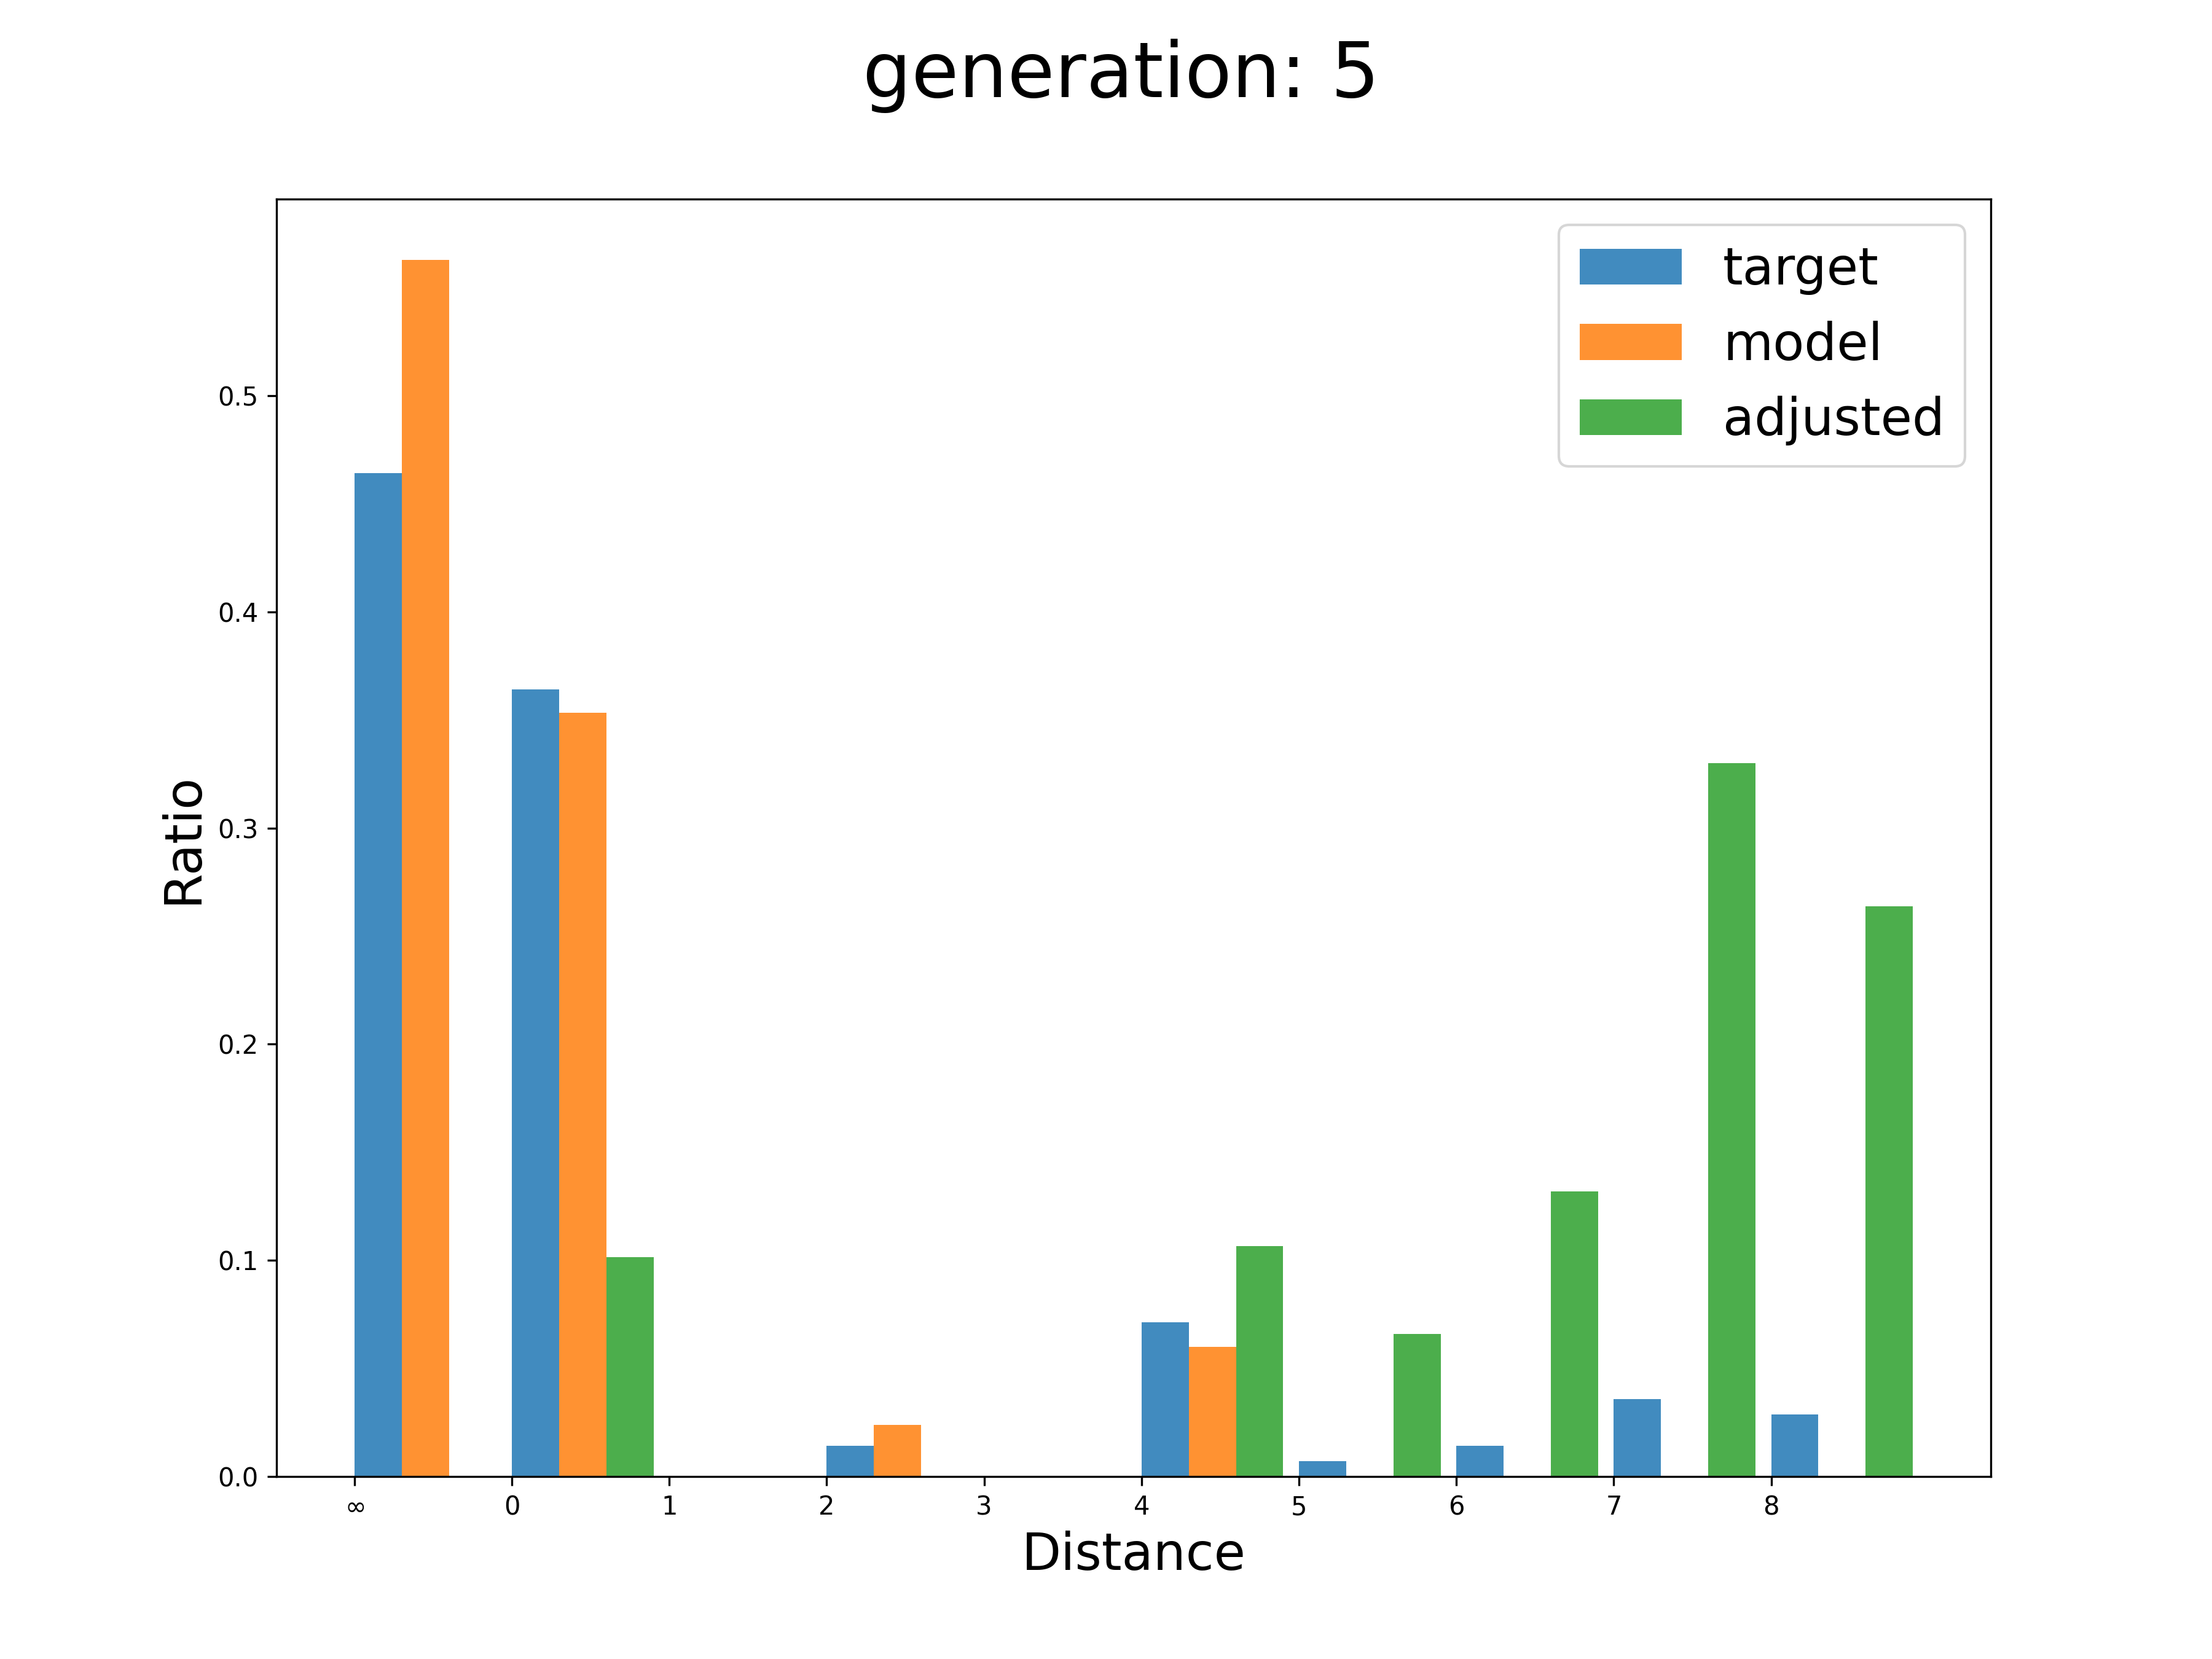 generation: 5
target
model
adjusted
Ratio
0.5
0.4
0.3
0.2
0.1
0.0
∞ 0 1 2 3 4 5 6 7 8
Distance